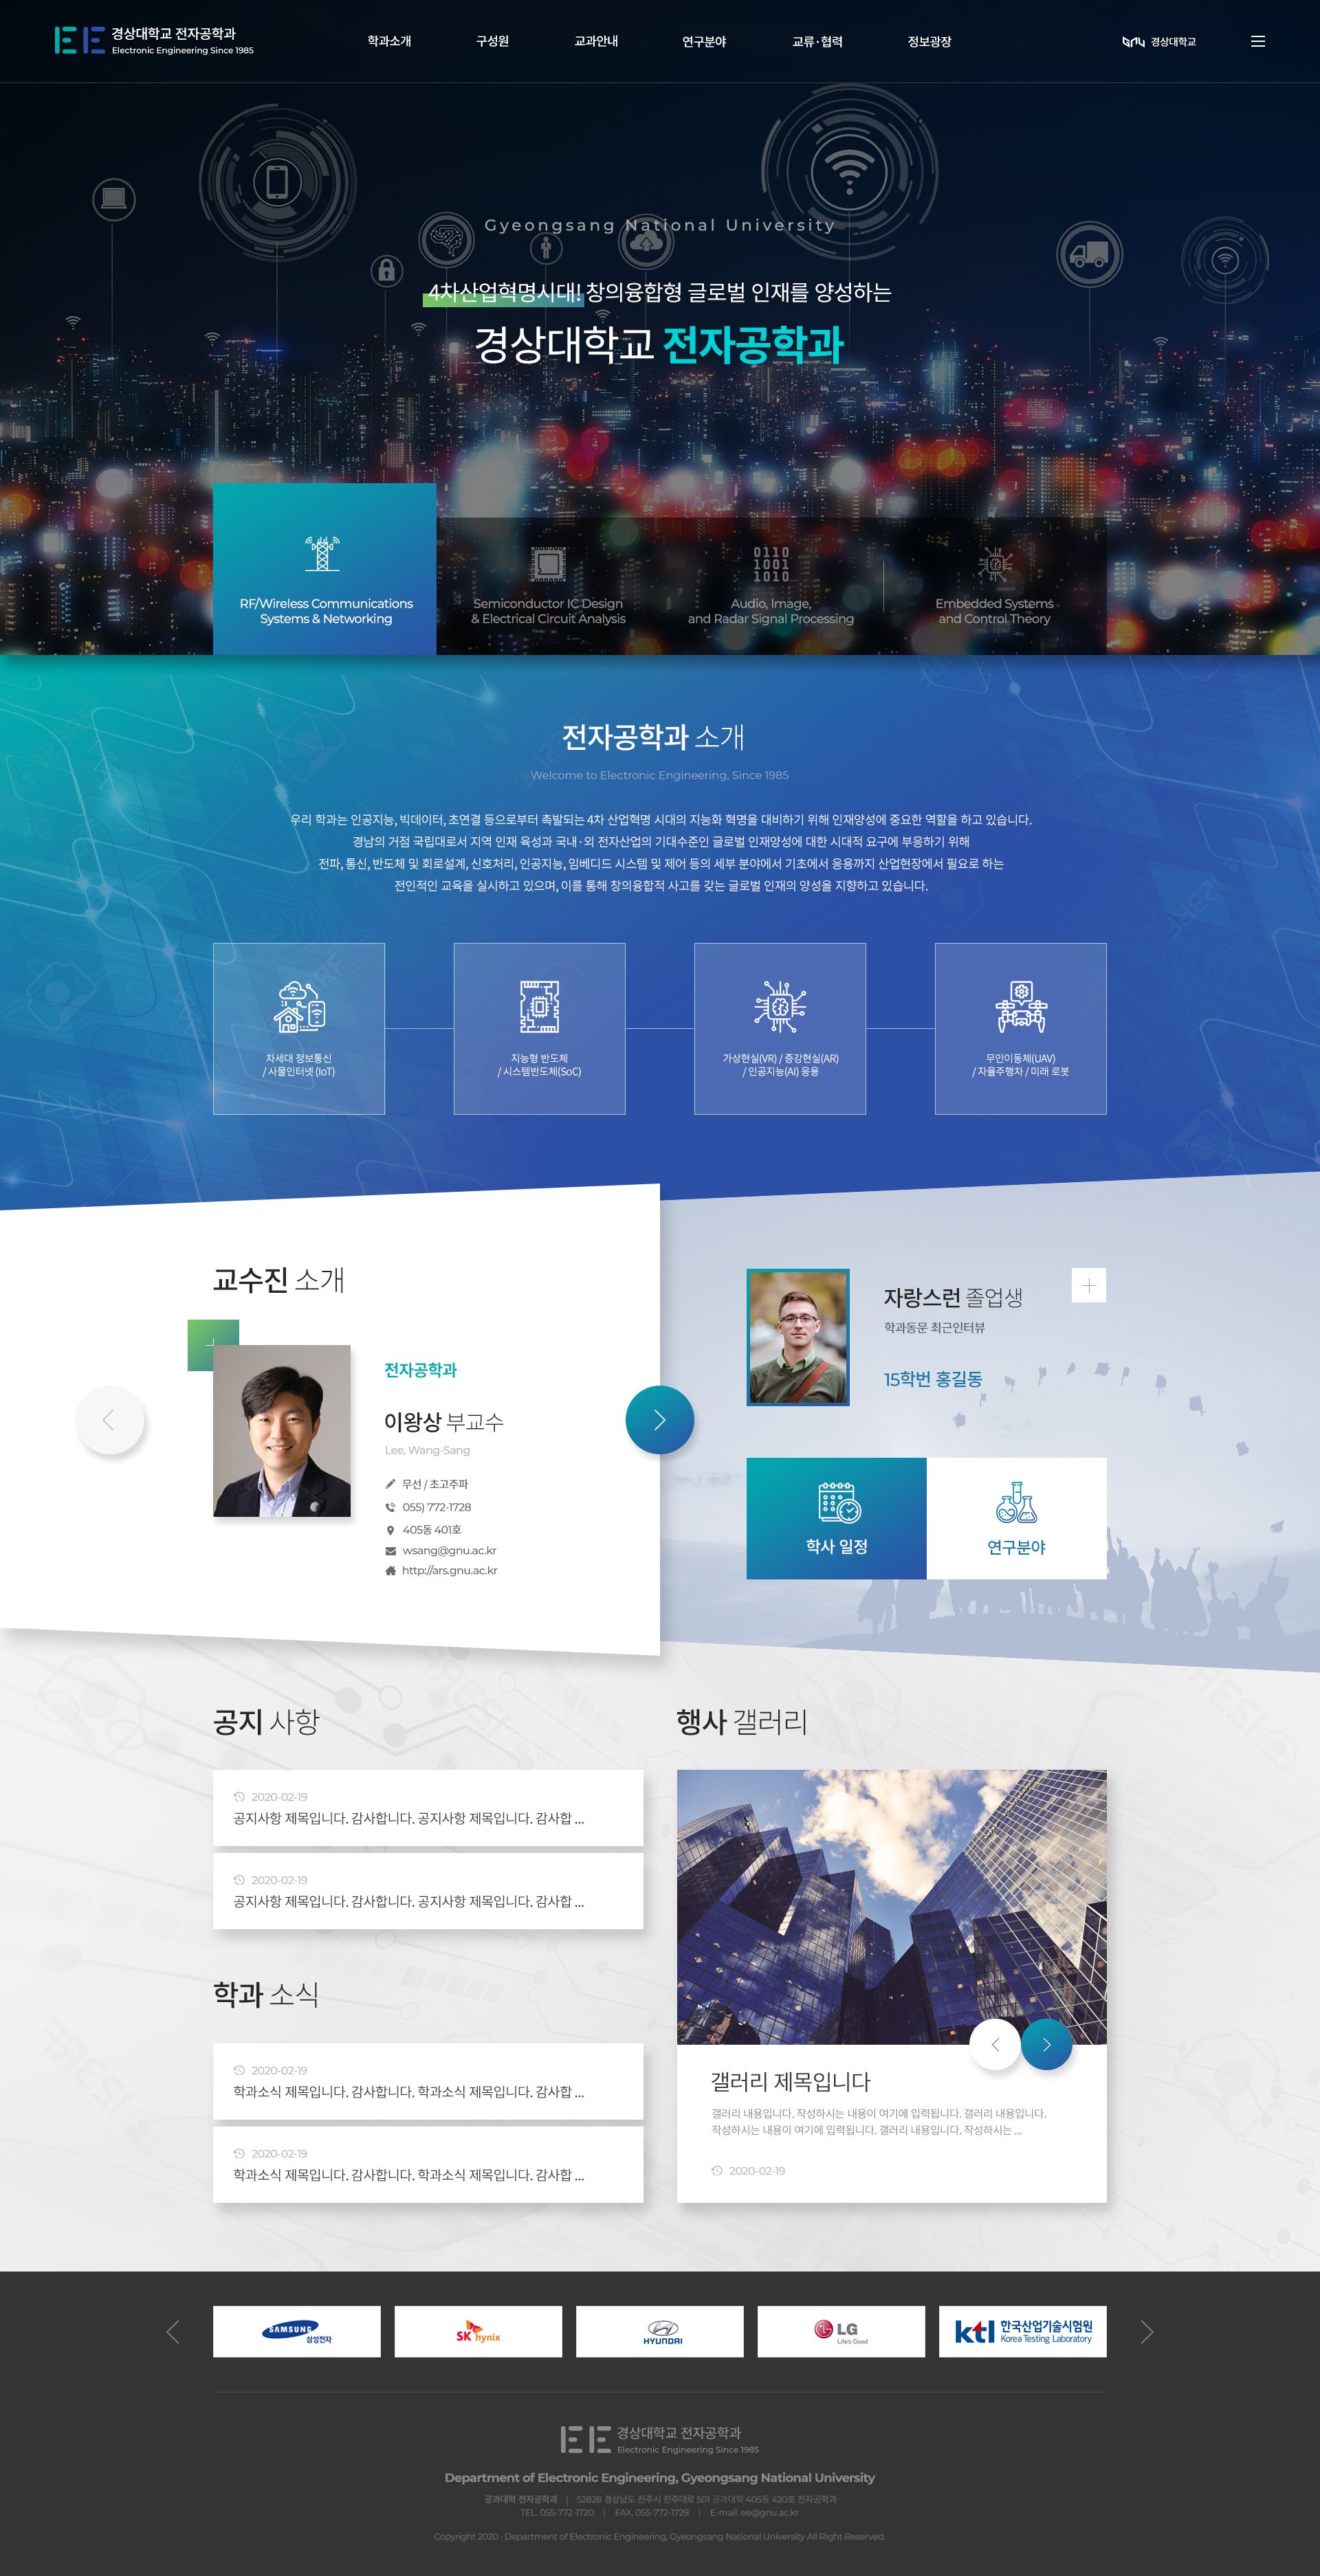 경상대학교 전자공학과
Electronic Engineering Since 1985
학과소개
구성원
교과안내
연구분야
교류·협력
정보광장
gnu 경상대학교
Gyeongsang National University
4차산업혁명시대! 창의융합형 글로벌 인재를 양성하는
경상대학교 전자공학과
RF/Wireless Communications
Systems & Networking
Semiconductor IC Design
& Electrical Circuit Analysis
0110
1001
1010
Audio, Image,
and Radar Signal Processing
Embedded Systems
and Control Theory
전자공학과 소개
Welcome to Electronic Engineering, Since 1985
우리 학과는 인공지능, 빅데이터, 초연결 등으로부터 촉발되는 4차 산업혁명 시대의 지능화 혁명을 대비하기 위해 인재양성에 중요한 역할을 하고 있습니다.
경남의 거점 국립대로서 지역 인재 육성과 국내·외 전자산업의 기대수준인 글로벌 인재양성에 대한 시대적 요구에 부응하기 위해
전파, 통신, 반도체 및 회로설계, 신호처리, 인공지능, 임베디드 시스템 및 제어 등의 세부 분야에서 기초에서 응용까지 산업현장에서 필요로 하는
전인적인 교육을 실시하고 있으며, 이를 통해 창의융합적 사고를 갖는 글로벌 인재의 양성을 지향하고 있습니다.
차세대 정보통신
/ 사물인터넷 (IoT)
지능형 반도체
/ 시스템반도체(SoC)
가상현실(VR) / 증강현실(AR)
/ 인공지능(AI) 응용
무인이동체(UAV)
/ 자율주행차 / 미래 로봇
교수진 소개
전자공학과
이왕상 부교수
Lee, Wang-Sang
무선 / 초고주파
055) 772-1728
405동 401호
wsang@gnu.ac.kr
http://ars.gnu.ac.kr
자랑스런 졸업생
학과동문 최근인터뷰
15학번 홍길동
학사 일정
연구분야
공지 사항
2020-02-19
공지사항 제목입니다. 감사합니다. 공지사항 제목입니다. 감사합 ...
2020-02-19
공지사항 제목입니다. 감사합니다. 공지사항 제목입니다. 감사합 ...
학과 소식
2020-02-19
학과소식 제목입니다. 감사합니다. 학과소식 제목입니다. 감사합 ...
2020-02-19
학과소식 제목입니다. 감사합니다. 학과소식 제목입니다. 감사합 ...
행사 갤러리
갤러리 제목입니다
갤러리 내용입니다. 작성하시는 내용이 여기에 입력됩니다. 갤러리 내용입니다.
작성하시는 내용이 여기에 입력됩니다. 갤러리 내용입니다. 작성하시는 ...
2020-02-19
SAMSUNG
삼성전자
SK hynix
HYUNDAI
LG
Life's Good
ktl 한국산업기술시험원
Korea Testing Laboratory
경상대학교 전자공학과
Electronic Engineering Since 1985
Department of Electronic Engineering, Gyeongsang National University
공과대학 전자공학과 | 52828 경상남도 진주시 진주대로 501 공과대학 405동 420호 전자공학과
TEL. 055-772-1720 | FAX. 055-772-1729 | E-mail. ee@gnu.ac.kr
Copyright 2020 · Department of Electronic Engineering, Gyeongsang National University All Right Reserved.